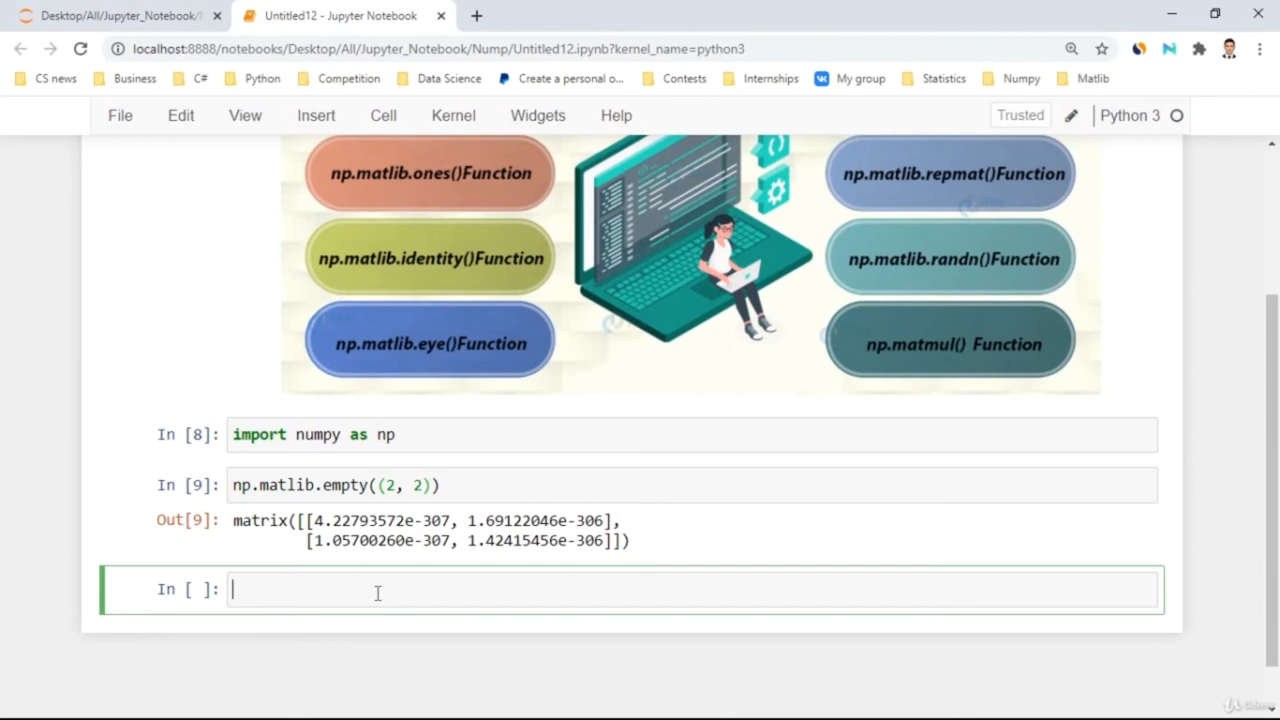 Desktop/All/Jupyter_Notebook/
Untitled12 - Jupyter Notebook
localhost:8888/notebooks/Desktop/All/Jupyter_Notebook/Nump/Untitled12.ipynb?kernel_name=python3
CS news
Business
C#
Python
Competition
Data Science
Create a personal o...
Contests
Internships
My group
Statistics
Numpy
Matlib
File
Edit
View
Insert
Cell
Kernel
Widgets
Help
Trusted
Python 3
np.matlib.ones()Function
np.matlib.repmat()Function
np.matlib.identity()Function
np.matlib.randn()Function
np.matlib.eye()Function
np.matmul() Function
In [8]: import numpy as np
In [9]: np.matlib.empty((2, 2))
Out[9]: matrix([[4.22793572e-307, 1.69122046e-306],
[1.05700260e-307, 1.42415456e-306]])
In [ ]: